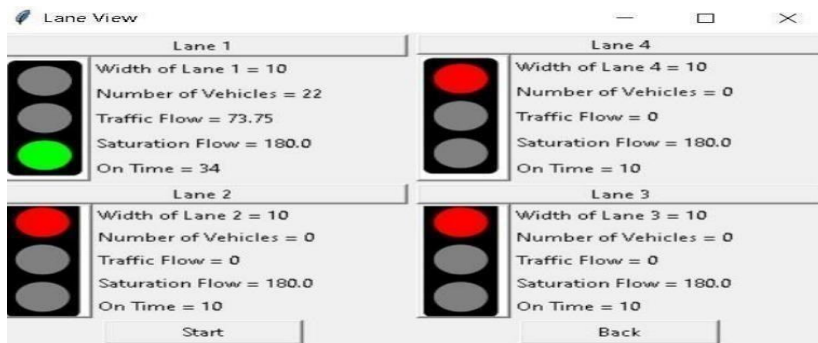 Lane View
Lane 1
Width of Lane 1 = 10
Number of Vehicles = 22
Traffic Flow = 73.75
Saturation Flow = 180.0
On Time = 34
Lane 4
Width of Lane 4 = 10
Number of Vehicles = 0
Traffic Flow = 0
Saturation Flow = 180.0
On Time = 10
Lane 2
Width of Lane 2 = 10
Number of Vehicles = 0
Traffic Flow = 0
Saturation Flow = 180.0
On Time = 10
Lane 3
Width of Lane 3 = 10
Number of Vehicles = 0
Traffic Flow = 0
Saturation Flow = 180.0
On Time = 10
Start
Back